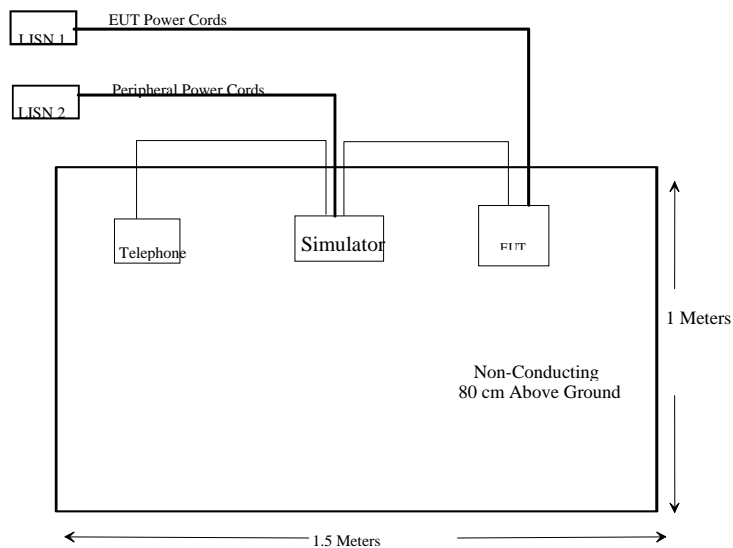 EUT Power Cords
LISN 1
Peripheral Power Cords
LISN 2
Telephone
Simulator
EUT
1 Meters
Non-Conducting
80 cm Above Ground
1.5 Meters